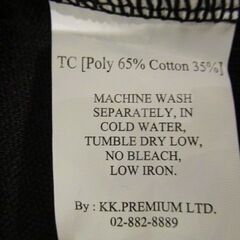 TC [Poly 65% Cotton 35%]
MACHINE WASH
SEPARATELY, IN
COLD WATER,
TUMBLE DRY LOW,
NO BLEACH,
LOW IRON.
By : KK.PREMIUM LTD.
02-882-8889